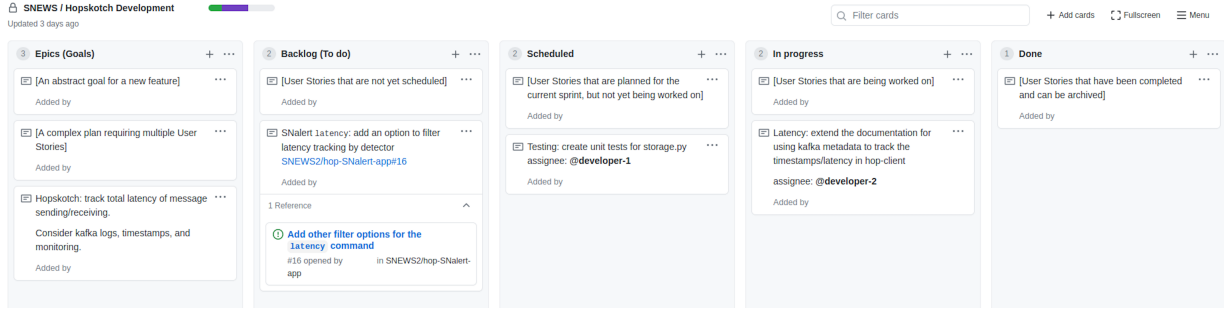 SNEWS / Hopskotch Development
Updated 3 days ago
Filter cards
+ Add cards
Fullscreen
Menu
3 Epics (Goals)
[An abstract goal for a new feature]
Added by
[A complex plan requiring multiple User
Stories]
Added by
Hopskotch: track total latency of message
sending/receiving.
Consider kafka logs, timestamps, and
monitoring.
Added by
2 Backlog (To do)
[User Stories that are not yet scheduled]
Added by
SNalert latency: add an option to filter
latency tracking by detector
SNEWS2/hop-SNalert-app#16
Added by
1 Reference
Add other filter options for the
latency command
#16 opened by in SNEWS2/hop-SNalert-
app
2 Scheduled
[User Stories that are planned for the
current sprint, but not yet being worked on]
Added by
Testing: create unit tests for storage.py
assignee: @developer-1
Added by
2 In progress
[User Stories that are being worked on]
Added by
Latency: extend the documentation for
using kafka metadata to track the
timestamps/latency in hop-client
assignee: @developer-2
Added by
1 Done
[User Stories that have been completed
and can be archived]
Added by